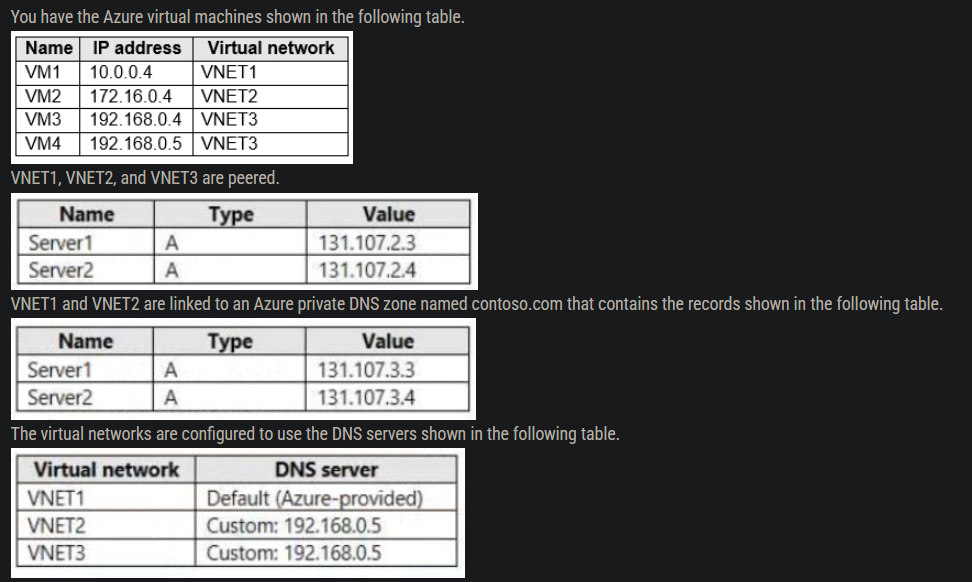 You have the Azure virtual machines shown in the following table.
Name IP address Virtual network
VM1 10.0.0.4 VNET1
VM2 172.16.0.4 VNET2
VM3 192.168.0.4 VNET3
VM4 192.168.0.5 VNET3
VNET1, VNET2, and VNET3 are peered.
Name Type Value
Server1 A 131.107.2.3
Server2 A 131.107.2.4
VNET1 and VNET2 are linked to an Azure private DNS zone named contoso.com that contains the records shown in the following table.
Name Type Value
Server1 A 131.107.3.3
Server2 A 131.107.3.4
The virtual networks are configured to use the DNS servers shown in the following table.
Virtual network DNS server
VNET1 Default (Azure-provided)
VNET2 Custom: 192.168.0.5
VNET3 Custom: 192.168.0.5